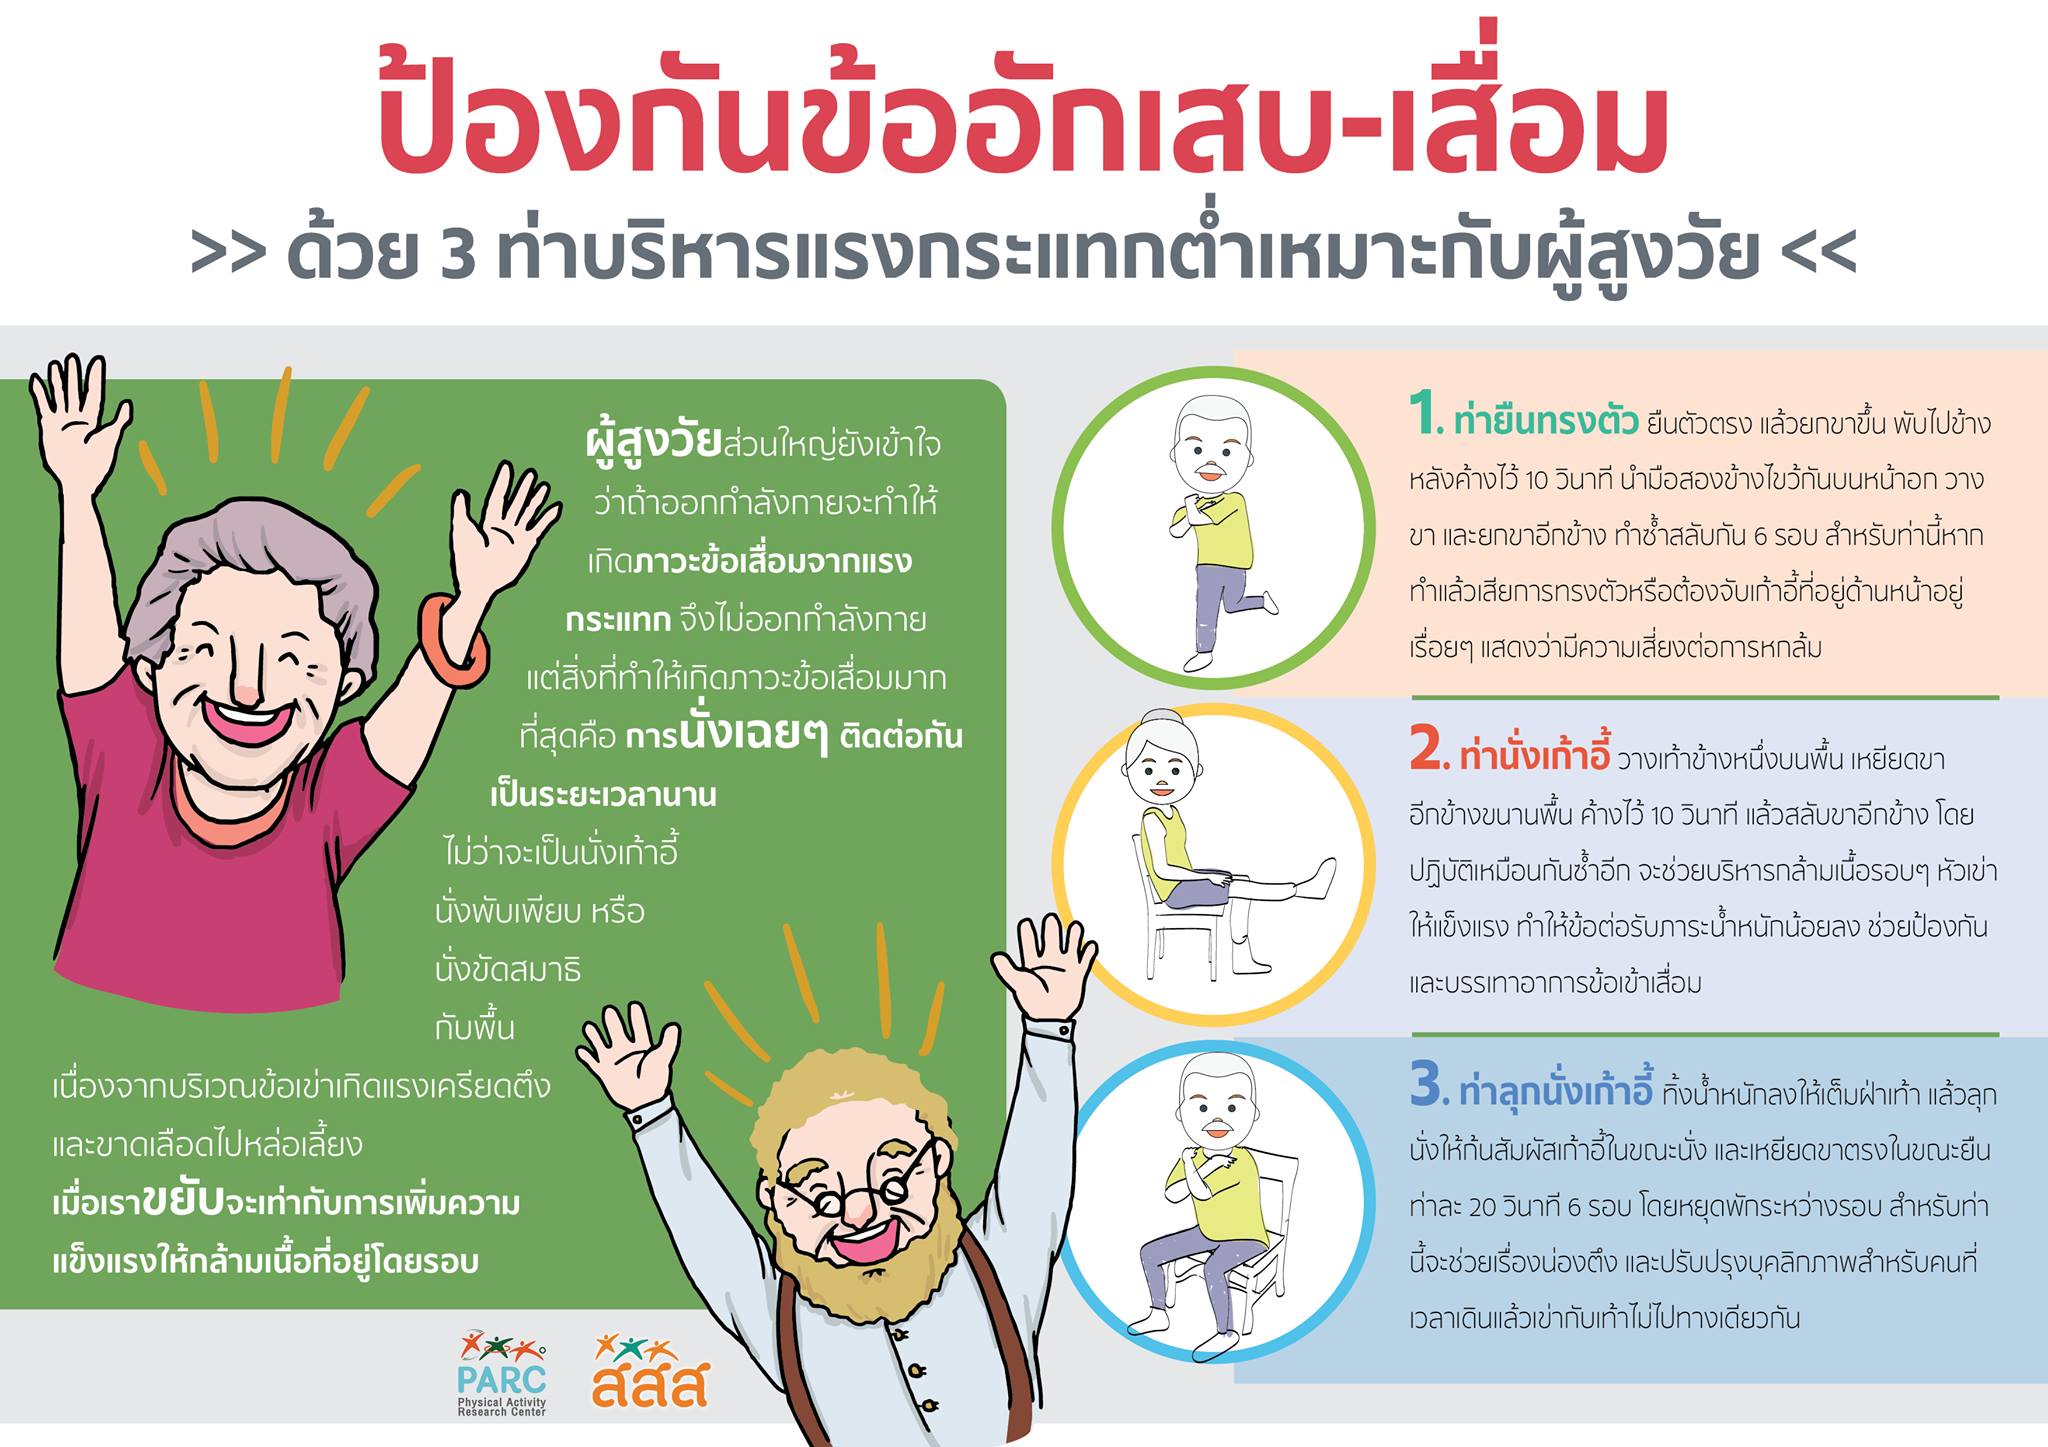 ป้องกันข้ออักเสบ-เสื่อม
>> ด้วย 3 ท่าบริหารแรงกระแทกต่ำเหมาะกับผู้สูงวัย <<
ผู้สูงวัยส่วนใหญ่ยังเข้าใจ
ว่าถ้าออกกำลังกายจะทำให้
เกิดภาวะข้อเสื่อมจากแรง
กระแทก จึงไม่ออกกำลังกาย
แต่สิ่งที่ทำให้เกิดภาวะข้อเสื่อมมาก
ที่สุดคือ การนั่งเฉยๆ ติดต่อกัน
เป็นระยะเวลานาน
ไม่ว่าจะเป็นนั่งเก้าอี้
นั่งพับเพียบ หรือ
นั่งขัดสมาธิ
กับพื้น
เนื่องจากบริเวณข้อเข่าเกิดแรงเครียดตึง
และขาดเลือดไปหล่อเลี้ยง
เมื่อเราขยับจะเท่ากับการเพิ่มความ
แข็งแรงให้กล้ามเนื้อที่อยู่โดยรอบ
1. ท่ายืนทรงตัว ยืนตัวตรง แล้วยกขาขึ้น พับไปข้าง
หลังค้างไว้ 10 วินาที นำมือสองข้างไขว้กันบนหน้าอก วาง
ขา และยกขาอีกข้าง ทำซ้ำสลับกัน 6 รอบ สำหรับท่านี้หาก
ทำแล้วเสียการทรงตัวหรือต้องจับเก้าอี้ที่อยู่ด้านหน้าอยู่
เรื่อยๆ แสดงว่ามีความเสี่ยงต่อการหกล้ม
2. ท่านั่งเก้าอี้ วางเท้าข้างหนึ่งบนพื้น เหยียดขา
อีกข้างขนานพื้น ค้างไว้ 10 วินาที แล้วสลับขาอีกข้าง โดย
ปฏิบัติเหมือนกันซ้ำอีก จะช่วยบริหารกล้ามเนื้อรอบๆ หัวเข่า
ให้แข็งแรง ทำให้ข้อต่อรับภาระน้ำหนักน้อยลง ช่วยป้องกัน
และบรรเทาอาการข้อเข้าเสื่อม
3. ท่าลุกนั่งเก้าอี้ ทิ้งน้ำหนักลงให้เต็มฝ่าเท้า แล้วลุก
นั่งให้ก้นสัมผัสเก้าอี้ในขณะนั่ง และเหยียดขาตรงในขณะยืน
ท่าละ 20 วินาที 6 รอบ โดยหยุดพักระหว่างรอบ สำหรับท่า
นี้จะช่วยเรื่องน่องตึง และปรับปรุงบุคลิกภาพสำหรับคนที่
เวลาเดินแล้วเข่ากับเท้าไม่ไปทางเดียวกัน
PARC
Physical Activity
Research Center
สสส